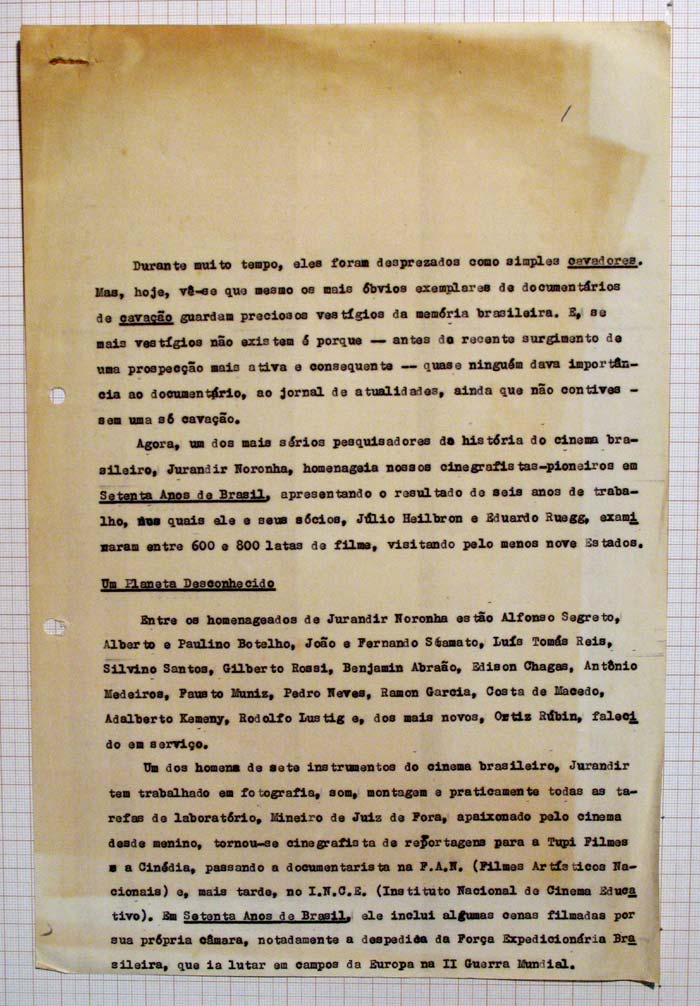 1
Durante muito tempo, eles foram desprezados como simples cavadores.
Mas, hoje, vê-se que mesmo os mais óbvios exemplares de documentários
de cavação guardam preciosos vestígios da memória brasileira. E, se
mais vestígios não existem é porque -- antes do recente surgimento de
uma prospecção mais ativa e consequente -- quase ninguém dava importân-
cia ao documentário, ao jornal de atualidades, ainda que não contives -
sem uma só cavação.
Agora, um dos mais sérios pesquisadores da história do cinema bra-
sileiro, Jurandir Noronha, homenageia nossos cinegrafistas-pioneiros em
Setenta Anos de Brasil, apresentando o resultado de seis anos de traba-
lho, nos quais ele e seus sócios, Júlio Heilbron e Eduardo Ruegg, exami
naram entre 600 e 800 latas de filme, visitando pelo menos nove Estados.
Um Planeta Desconhecido
Entre os homenageados de Jurandir Noronha estão Alfonso Segreto,
Alberto e Paulino Botelho, João e Fernando Stamato, Luís Tomás Reis,
Silvino Santos, Gilberto Rossi, Benjamin Abraão, Edison Chagas, Antônio
Medeiros, Fausto Muniz, Pedro Neves, Ramon Garcia, Costa de Macedo,
Adalberto Kemeny, Rodolfo Lustig e, dos mais novos, Ortiz Rúbin, faleci
do em serviço.
Um dos homens de sete instrumentos do cinema brasileiro, Jurandir
tem trabalhado em fotografia, som, montagem e praticamente todas as ta-
refas de laboratório, Mineiro de Juiz de Fora, apaixonado pelo cinema
desde menino, tornou-se cinegrafista de reportagens para a Tupi Filmes
e a Cinédia, passando a documentarista na F.A.N. (Filmes Artísticos Na-
cionais) e, mais tarde, no I.N.C.E. (Instituto Nacional de Cinema Educa
tivo). Em Setenta Anos de Brasil, ele inclui algumas cenas filmadas por
sua própria câmara, notadamente a despedida da Força Expedicionária Bra
sileira, que ia lutar em campos da Europa na II Guerra Mundial.